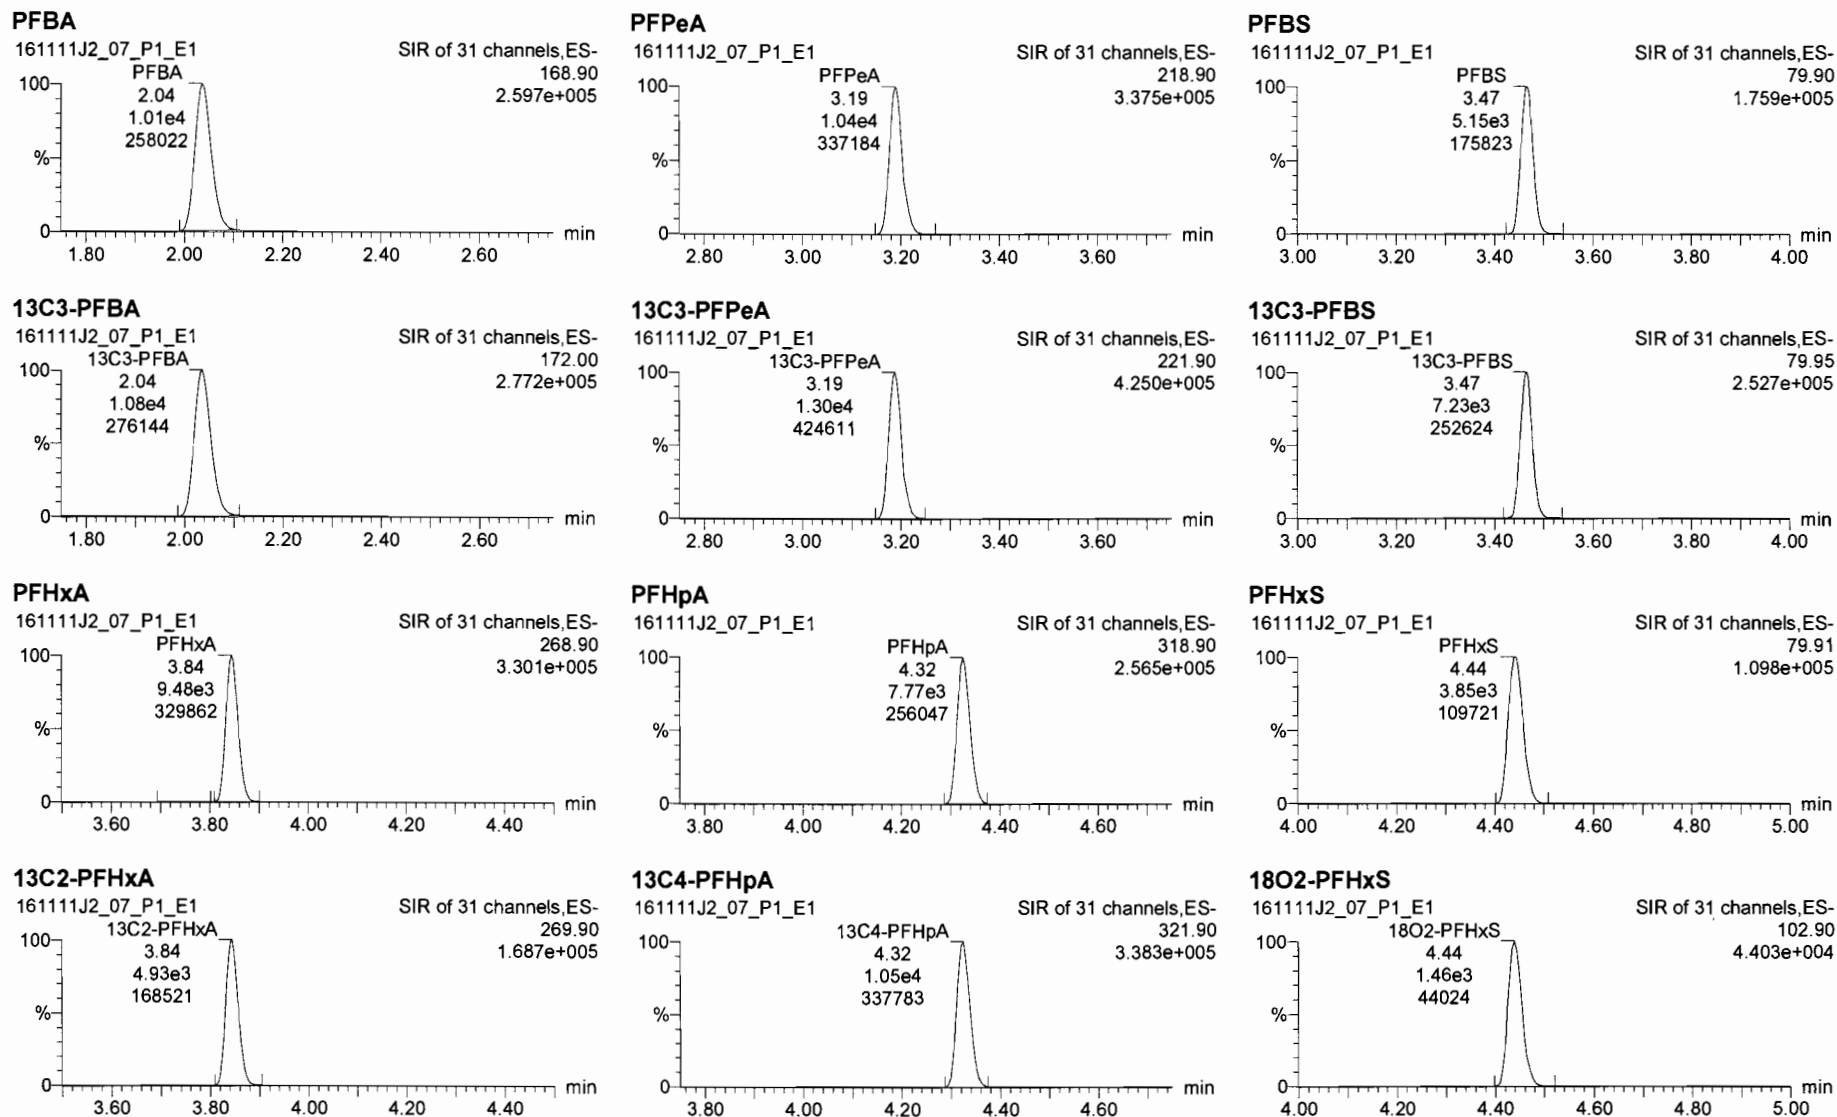 PFBA
161111J2_07_P1_E1 SIR of 31 channels,ES-
168.90
2.597e+005
PFBA
2.04
1.01e4
258022
100
%
0
min
1.80 2.00 2.20 2.40 2.60
PFPeA
161111J2_07_P1_E1 SIR of 31 channels,ES-
218.90
3.375e+005
PFPeA
3.19
1.04e4
337184
100
%
0
min
2.80 3.00 3.20 3.40 3.60
PFBS
161111J2_07_P1_E1 SIR of 31 channels,ES-
79.90
1.759e+005
PFBS
3.47
5.15e3
175823
100
%
0
min
3.00 3.20 3.40 3.60 3.80 4.00
13C3-PFBA
161111J2_07_P1_E1 SIR of 31 channels,ES-
172.00
2.772e+005
13C3-PFBA
2.04
1.08e4
276144
100
%
0
min
1.80 2.00 2.20 2.40 2.60
13C3-PFPeA
161111J2_07_P1_E1 SIR of 31 channels,ES-
221.90
4.250e+005
13C3-PFPeA
3.19
1.30e4
424611
100
%
0
min
2.80 3.00 3.20 3.40 3.60
13C3-PFBS
161111J2_07_P1_E1 SIR of 31 channels,ES-
79.95
2.527e+005
13C3-PFBS
3.47
7.23e3
252624
100
%
0
min
3.00 3.20 3.40 3.60 3.80 4.00
PFHxA
161111J2_07_P1_E1 SIR of 31 channels,ES-
268.90
3.301e+005
PFHxA
3.84
9.48e3
329862
100
%
0
min
3.60 3.80 4.00 4.20 4.40
PFHpA
161111J2_07_P1_E1 SIR of 31 channels,ES-
318.90
2.565e+005
PFHpA
4.32
7.77e3
256047
100
%
0
min
3.80 4.00 4.20 4.40 4.60
PFHxS
161111J2_07_P1_E1 SIR of 31 channels,ES-
79.91
1.098e+005
PFHxS
4.44
3.85e3
109721
100
%
0
min
4.00 4.20 4.40 4.60 4.80 5.00
13C2-PFHxA
161111J2_07_P1_E1 SIR of 31 channels,ES-
269.90
1.687e+005
13C2-PFHxA
3.84
4.93e3
168521
100
%
0
min
3.60 3.80 4.00 4.20 4.40
13C4-PFHpA
161111J2_07_P1_E1 SIR of 31 channels,ES-
321.90
3.383e+005
13C4-PFHpA
4.32
1.05e4
337783
100
%
0
min
3.80 4.00 4.20 4.40 4.60
18O2-PFHxS
161111J2_07_P1_E1 SIR of 31 channels,ES-
102.90
4.403e+004
18O2-PFHxS
4.44
1.46e3
44024
100
%
0
min
4.00 4.20 4.40 4.60 4.80 5.00